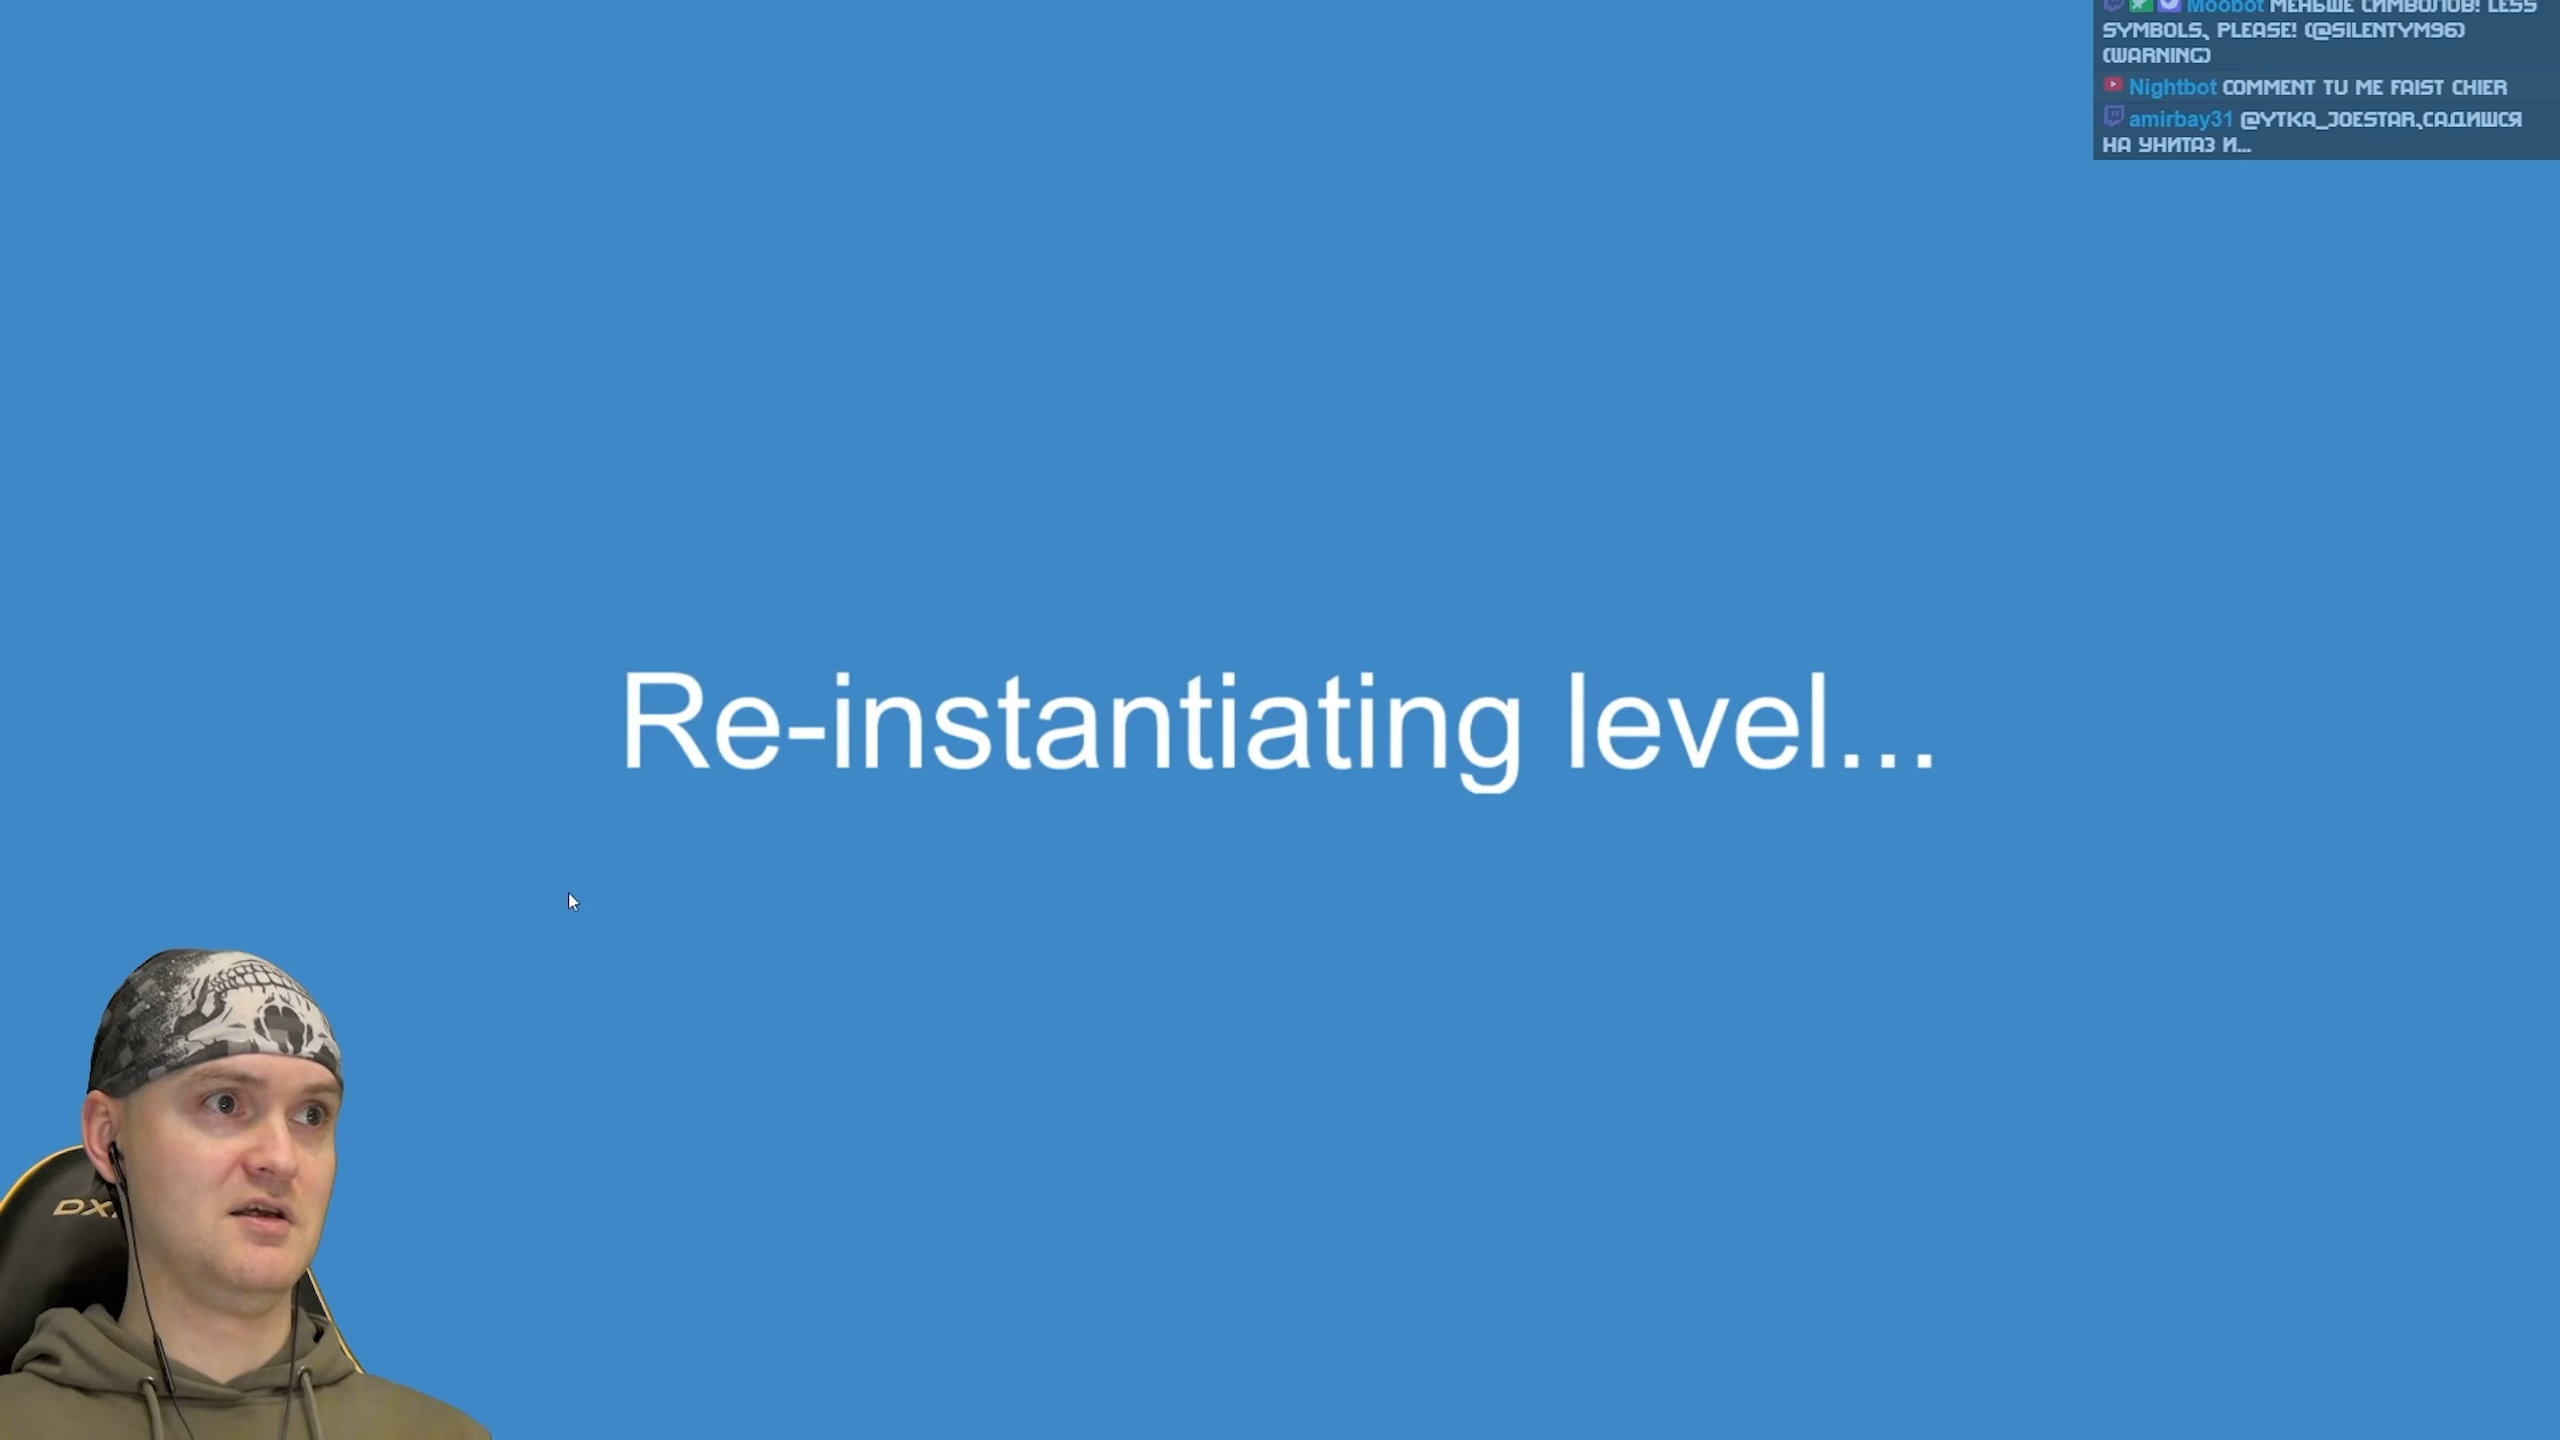 Moobot МЕНЬШЕ СИМВОЛОВ! LESS
SYMBOLS, PLEASE! (@SILENTYM96)
(WARNING)
Nightbot COMMENT TU ME FAIST CHIER
amirbay31 @YTKA_JOESTAR,САДИШСЯ
НА УНИТАЗ И...
Re-instantiating level...
DX